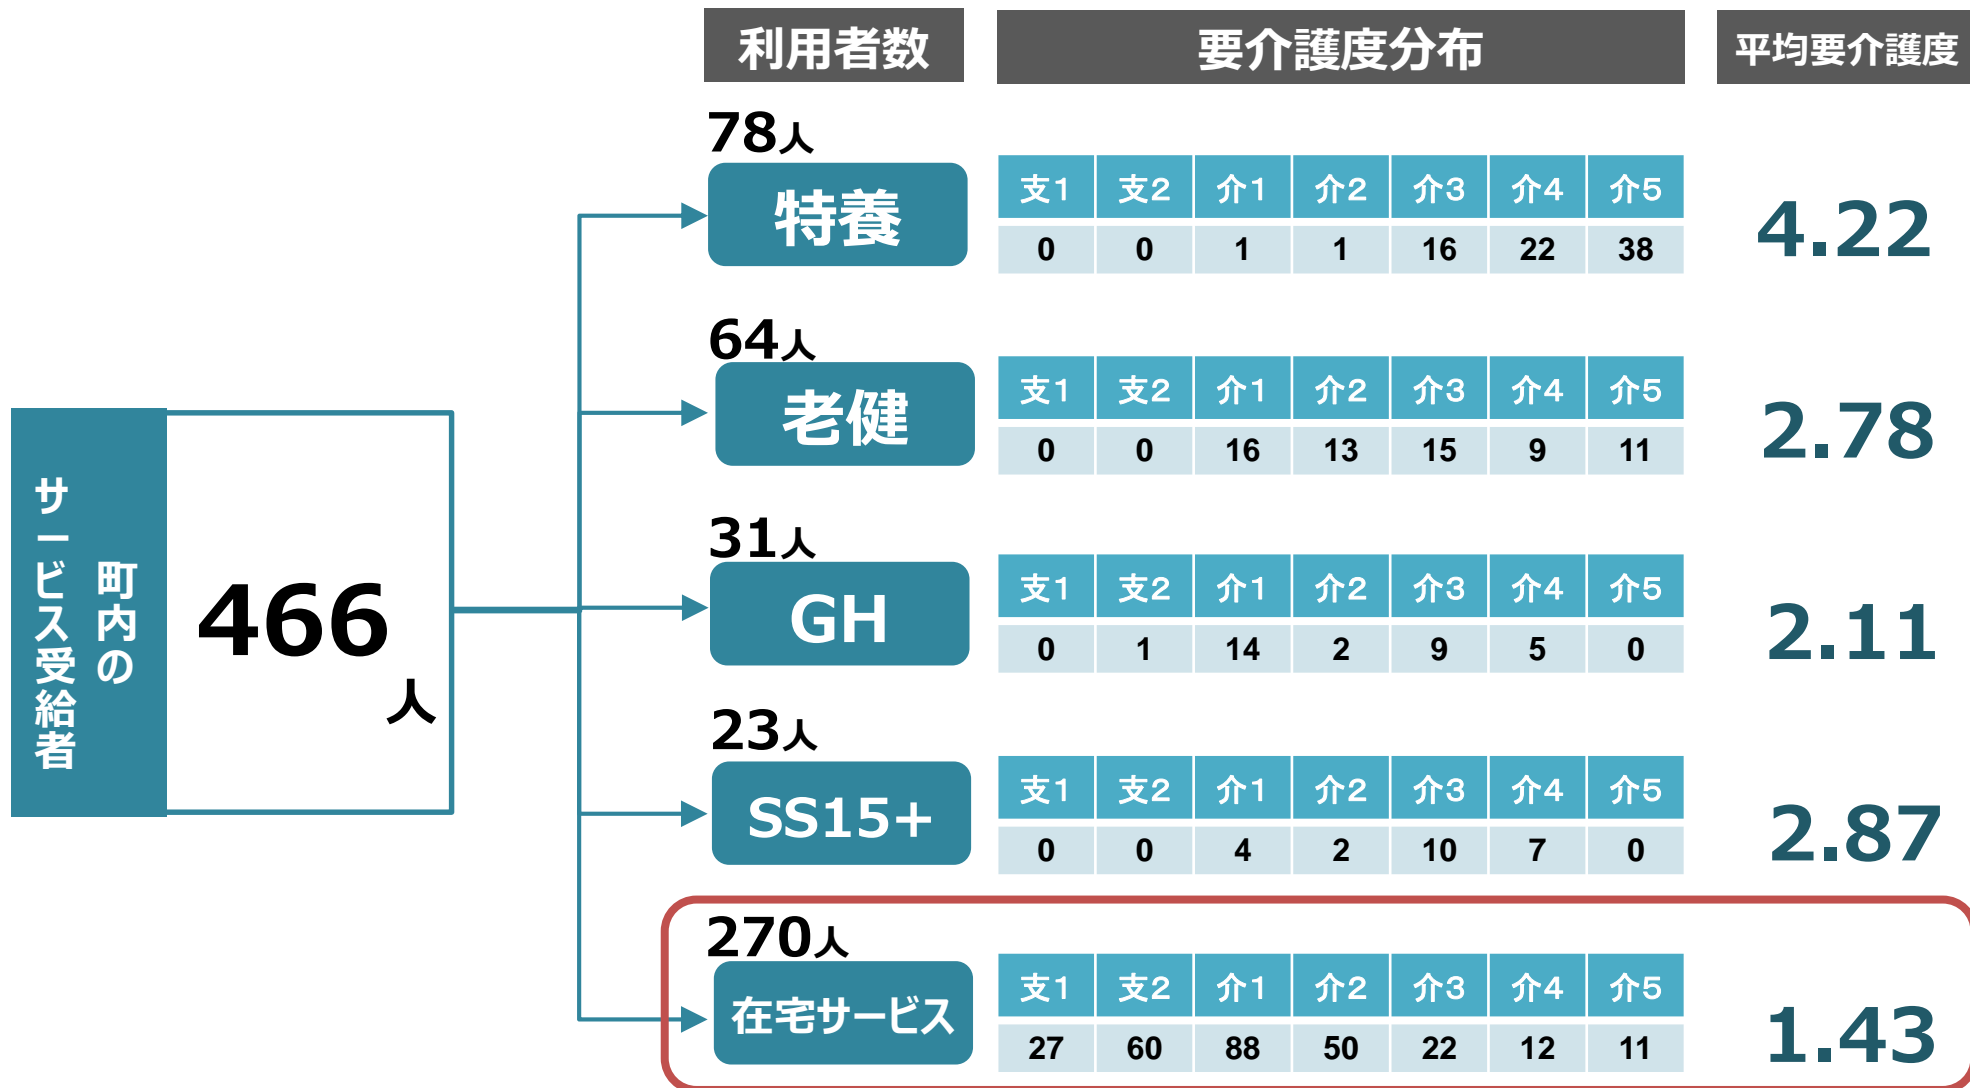 利用者数 要介護度分布 平均要介護度
町内の
サービス受給者
466人
78人
特養
支1 支2 介1 介2 介3 介4 介5
0 0 1 1 16 22 38
4.22
64人
老健
支1 支2 介1 介2 介3 介4 介5
0 0 16 13 15 9 11
2.78
31人
GH
支1 支2 介1 介2 介3 介4 介5
0 1 14 2 9 5 0
2.11
23人
SS15+
支1 支2 介1 介2 介3 介4 介5
0 0 4 2 10 7 0
2.87
270人
在宅サービス
支1 支2 介1 介2 介3 介4 介5
27 60 88 50 22 12 11
1.43